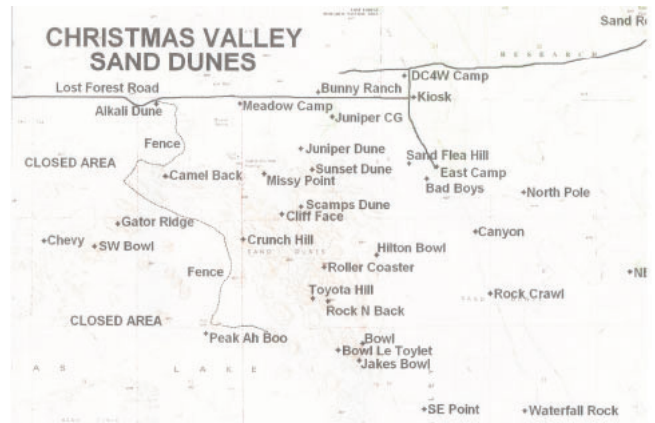 CHRISTMAS VALLEY
SAND DUNES
Sand R
RESEARCH
DC4W Camp
Lost Forest Road
Bunny Ranch
Kiosk
Alkali Dune
Meadow Camp
Juniper CG
Fence
Juniper Dune
Sand Flea Hill
CLOSED AREA
Camel Back
Sunset Dune
Missy Point
East Camp
Bad Boys
North Pole
Scamps Dune
Cliff Face
Gator Ridge
Canyon
Chevy
SW Bowl
Crunch Hill
SAND DUNES
Hilton Bowl
Fence
Roller Coaster
Toyota Hill
Rock N Back
Rock Crawl
CLOSED AREA
Peak Ah Boo
Bowl
Bowl Le Toylet
Jakes Bowl
LAKE
SE Point
Waterfall Rock